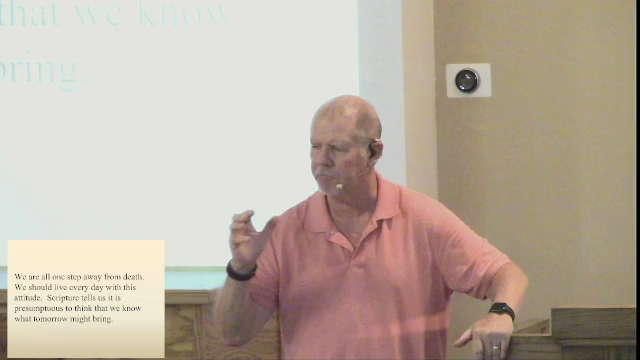 that we know
bring.
We are all one step away from death.
We should live every day with this
attitude. Scripture tells us it is
presumptuous to think that we know
what tomorrow might bring.